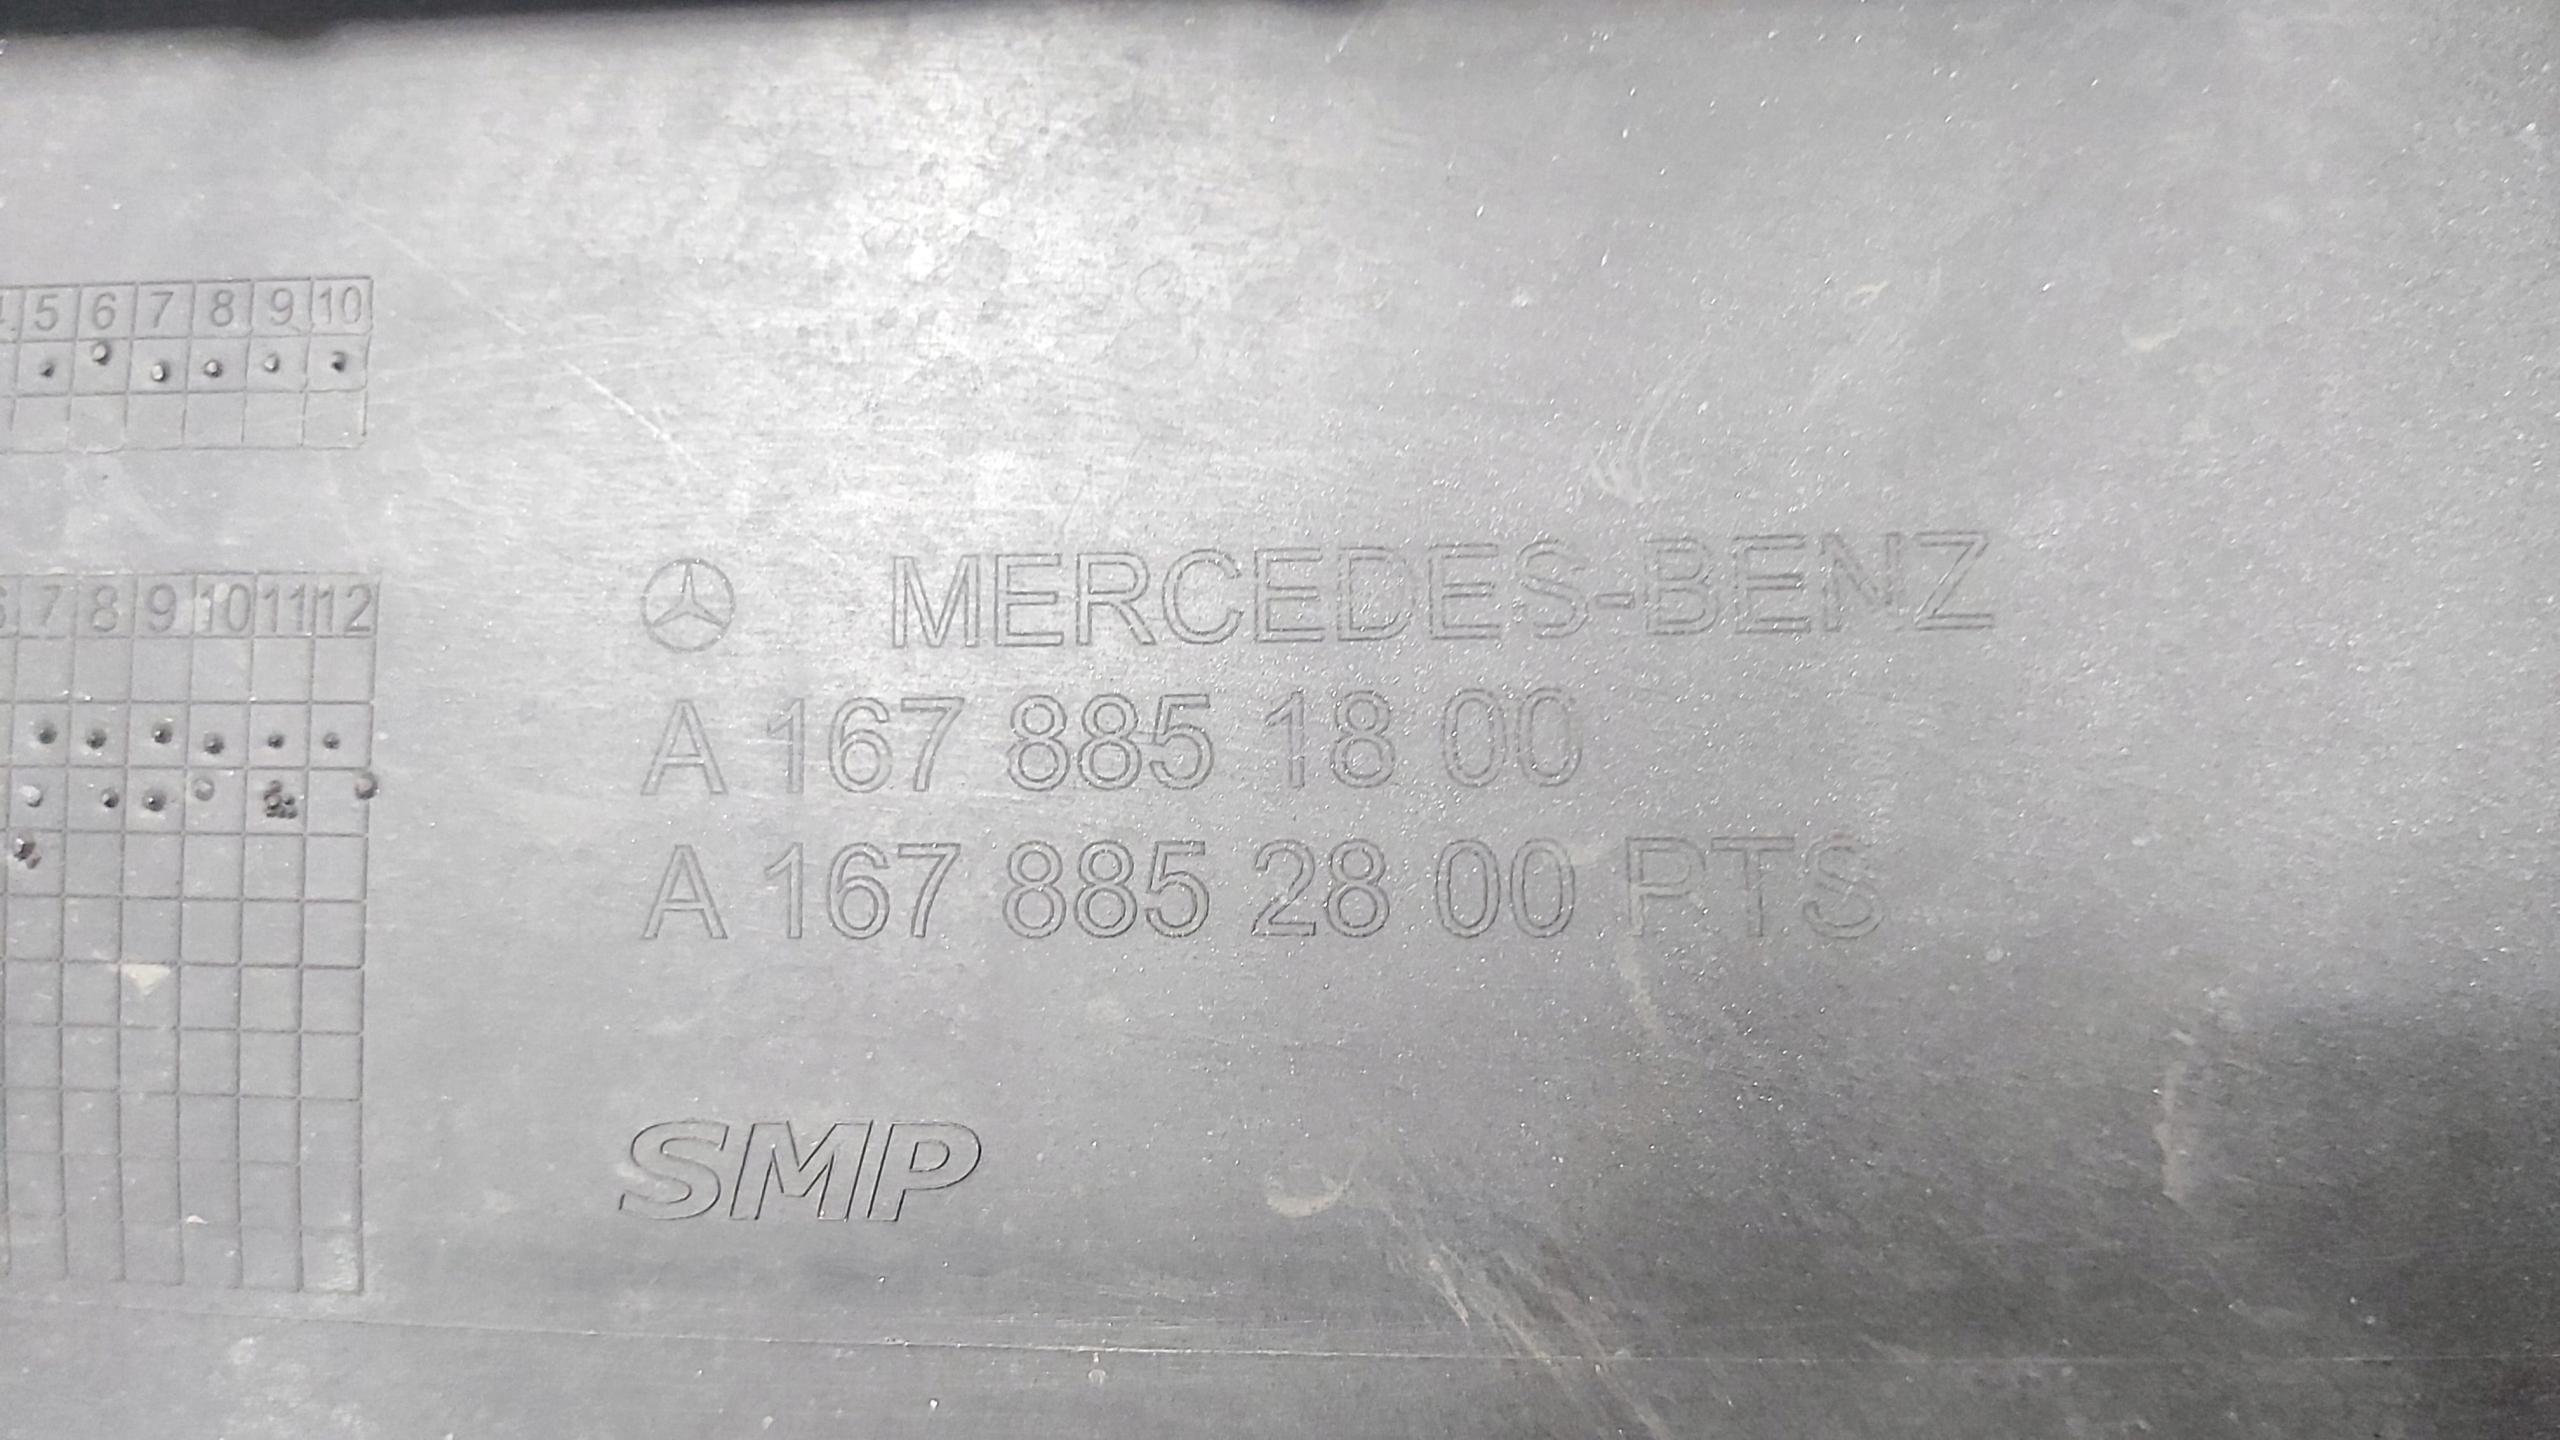 5 6 7 8 9 10
7 8 9 10 11 12
MERCEDES-BENZ
A 167 885 18 00
A 167 885 28 00 PTS
SMP